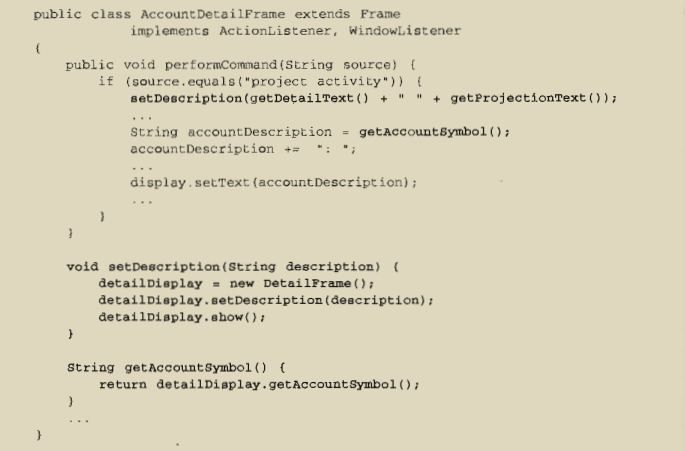 public class AccountDetailFrame extends Frame
implements ActionListener, WindowListener
{
public void performCommand(String source) {
if (source.equals("project activity")) {
setDescription(getDetailText() + " " + getProjectionText());
...
String accountDescription = getAccountSymbol();
accountDescription += ": ";
...
display.setText(accountDescription);
...
}
}
void setDescription(String description) {
detailDisplay = new DetailFrame();
detailDisplay.setDescription(description);
detailDisplay.show();
}
String getAccountSymbol() {
return detailDisplay.getAccountSymbol();
}
...
}